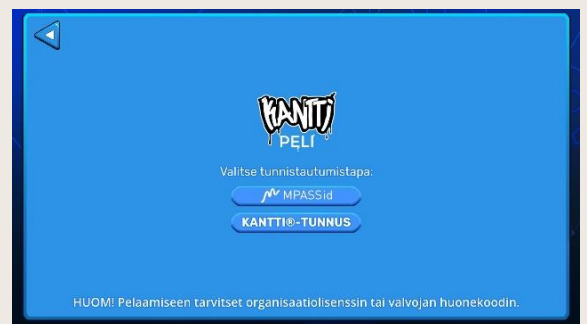 KANTTI
PELI
Valitse tunnistautumistapa:
MPASSid
KANTTI®-TUNNUS
HUOM! Pelaamiseen tarvitset organisaatiolisenssin tai valvojan huonekoodin.